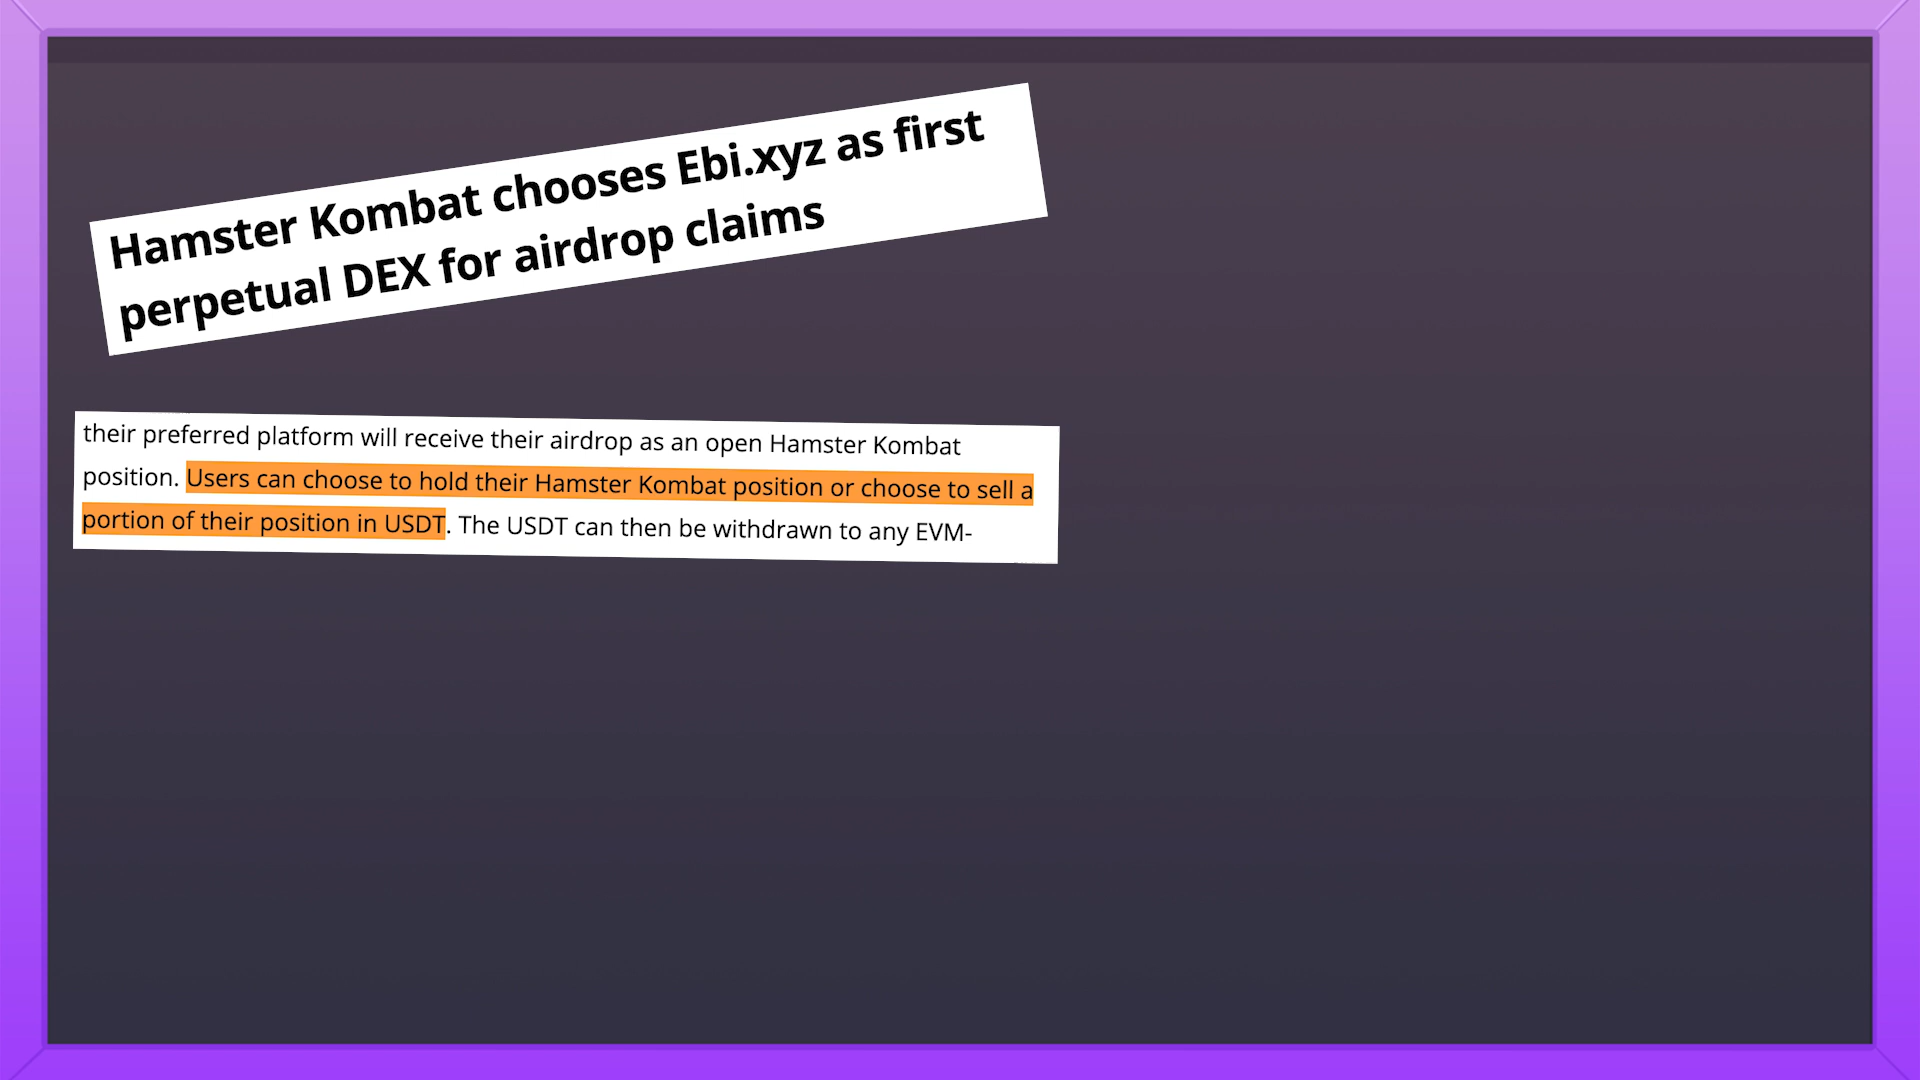 Hamster Kombat chooses Ebi.xyz as first
perpetual DEX for airdrop claims
their preferred platform will receive their airdrop as an open Hamster Kombat
position. Users can choose to hold their Hamster Kombat position or choose to sell a
portion of their position in USDT. The USDT can then be withdrawn to any EVM-